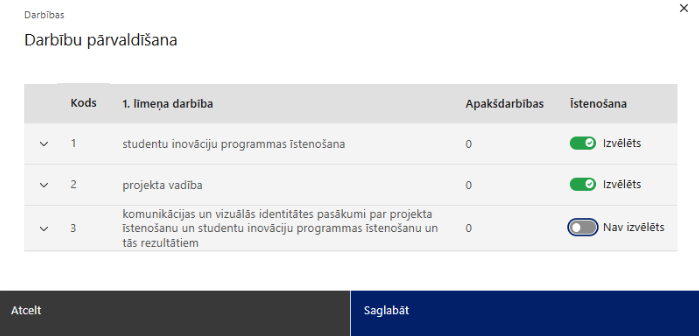 Darbības
Darbību pārvaldīšana
Kods 1. līmeņa darbība Apakšdarbības Īstenošana
1 studentu inovāciju programmas īstenošana 0 Izvēlēts
2 projekta vadība 0 Izvēlēts
komunikācijas un vizuālās identitātes pasākumi par projekta
3 īstenošanu un studentu inovāciju programmas īstenošanu un 0 Nav izvēlēts
tās rezultātiem
Atcelt Saglabāt